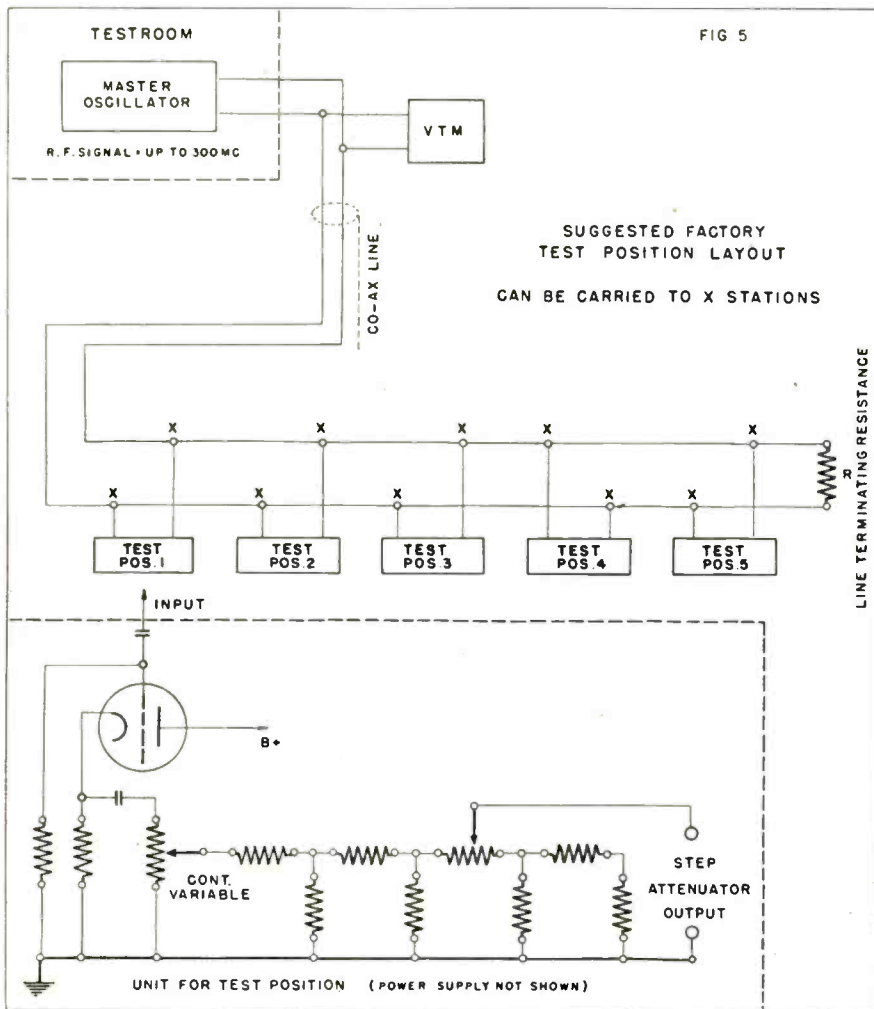 TESTROOM
FIG 5
MASTER
OSCILLATOR
R.F. SIGNAL = UP TO 300 MC
VTM
CO-AX LINE
SUGGESTED FACTORY
TEST POSITION LAYOUT
CAN BE CARRIED TO X STATIONS
X X X X X
X X X X X
R
LINE TERMINATING RESISTANCE
TEST
POS. 1
TEST
POS. 2
TEST
POS. 3
TEST
POS. 4
TEST
POS. 5
INPUT
B+
CONT.
VARIABLE
STEP
ATTENUATOR
OUTPUT
UNIT FOR TEST POSITION (POWER SUPPLY NOT SHOWN)